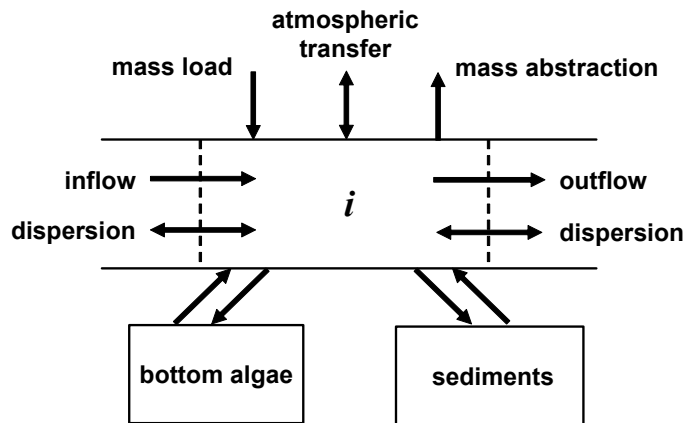 atmospheric
transfer
mass load
mass abstraction
inflow
outflow
i
dispersion
dispersion
bottom algae
sediments